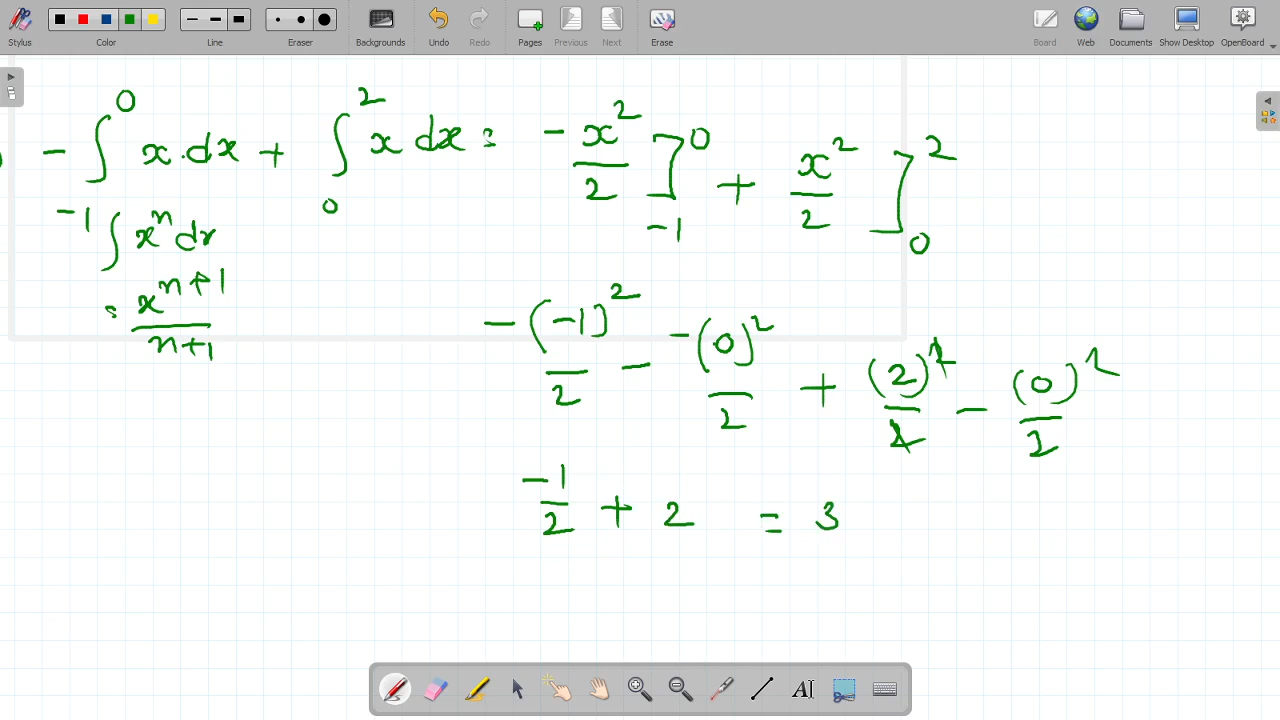 Stylus Color Line Eraser Backgrounds Undo Redo Pages Previous Next Erase Board Web Documents Show Desktop OpenBoard
- ∫_{-1}^{0} x.dx + ∫_{0}^{2} x dx = - x²/2 ]_{-1}^{0} + x²/2 ]_{0}^{2}
∫ xⁿ dx
= xⁿ⁺¹/n+1
-(-1)²/2 - -(0)²/2 + (2)²/2 - (0)²/2
-1/2 + 2 = 3